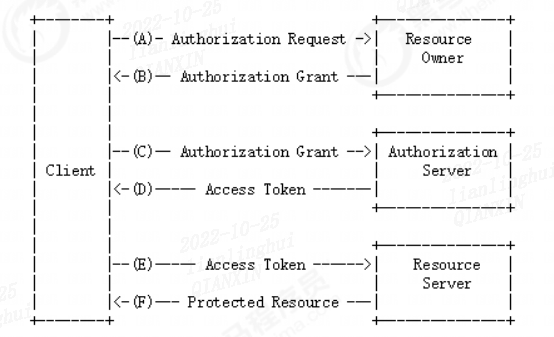 +--------+                               +---------------+
|        |--(A)- Authorization Request ->|   Resource    |
|        |                               |     Owner     |
|        |<-(B)-- Authorization Grant ---|               |
|        |                               +---------------+
|        |
|        |                               +---------------+
|        |--(C)-- Authorization Grant -->| Authorization |
| Client |                               |     Server    |
|        |<-(D)----- Access Token -------|               |
|        |                               +---------------+
|        |
|        |                               +---------------+
|        |--(E)----- Access Token ------>|    Resource   |
|        |                               |     Server    |
|        |<-(F)--- Protected Resource ---|               |
+--------+                               +---------------+
2022-10-25
Jianlinghui
QIANXIN